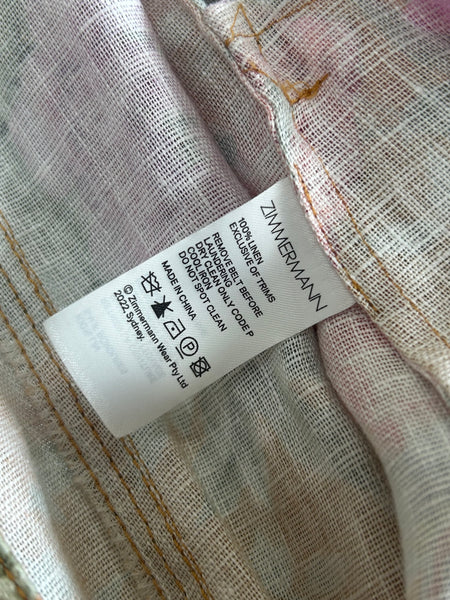 ZIMMERMANN
100% LINEN
EXCLUSIVE OF TRIMS
REMOVE BELT BEFORE
LAUNDERING
DRY CLEAN ONLY CODE P
COOL IRON
DO NOT SPOT CLEAN
P
MADE IN CHINA
© Zimmermann Wear Pty Ltd
2022 Sydney.